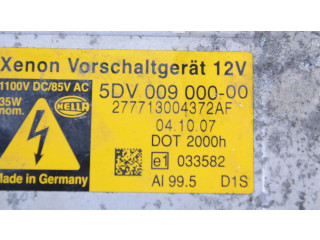 Xenon Vorschaltgerät 12V
1100V DC/85V AC
35W
nom.
HELLA
5DV 009 000-00
277713004372AF
04.10.07
DOT 2000h
e1 033582
Made in Germany
AI 99.5 D1S